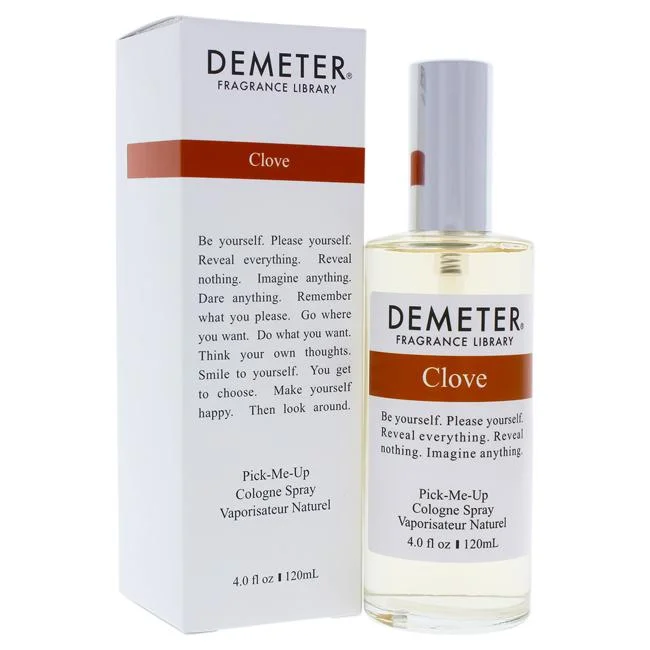 DEMETER®
FRAGRANCE LIBRARY
Clove
Be yourself. Please yourself.
Reveal everything. Reveal
nothing. Imagine anything.
Dare anything. Remember
what you please. Go where
you want. Do what you want.
Think your own thoughts.
Smile to yourself. You get
to choose. Make yourself
happy. Then look around.
Pick-Me-Up
Cologne Spray
Vaporisateur Naturel
4.0 fl oz | 120mL
DEMETER®
FRAGRANCE LIBRARY
Clove
Be yourself. Please yourself.
Reveal everything. Reveal
nothing. Imagine anything.
Pick-Me-Up
Cologne Spray
Vaporisateur Naturel
4.0 fl oz | 120mL